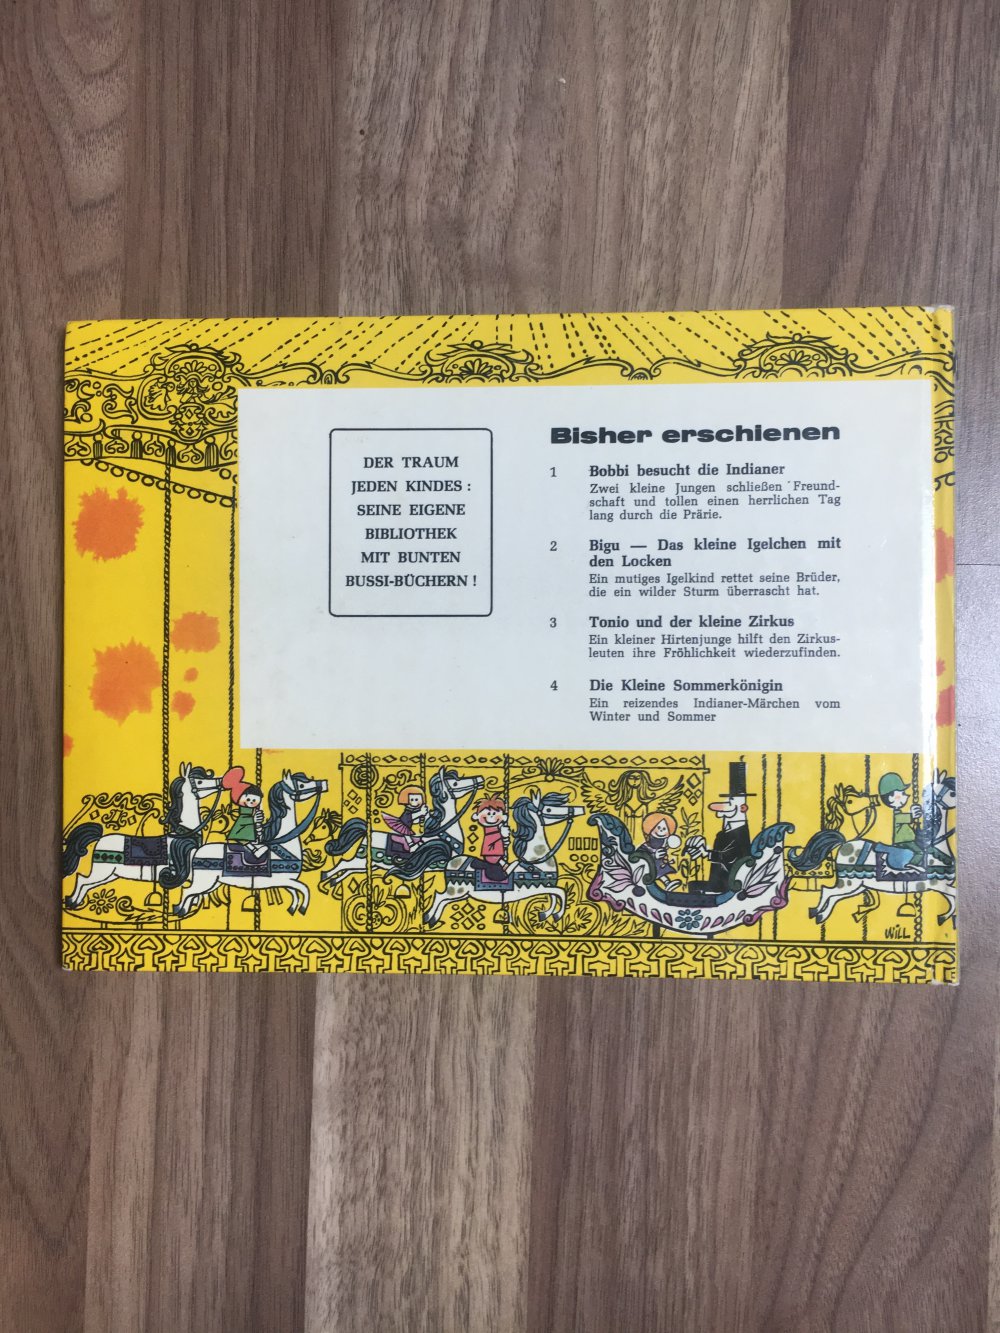 DER TRAUM
JEDEN KINDES :
SEINE EIGENE
BIBLIOTHEK
MIT BUNTEN
BUSSI-BÜCHERN !
Bisher erschienen
1 Bobbi besucht die Indianer
Zwei kleine Jungen schließen Freund-
schaft und tollen einen herrlichen Tag
lang durch die Prärie.
2 Bigu — Das kleine Igelchen mit
den Locken
Ein mutiges Igelkind rettet seine Brüder,
die ein wilder Sturm überrascht hat.
3 Tonio und der kleine Zirkus
Ein kleiner Hirtenjunge hilft den Zirkus-
leuten ihre Fröhlichkeit wiederzufinden.
4 Die Kleine Sommerkönigin
Ein reizendes Indianer-Märchen vom
Winter und Sommer
WiLL